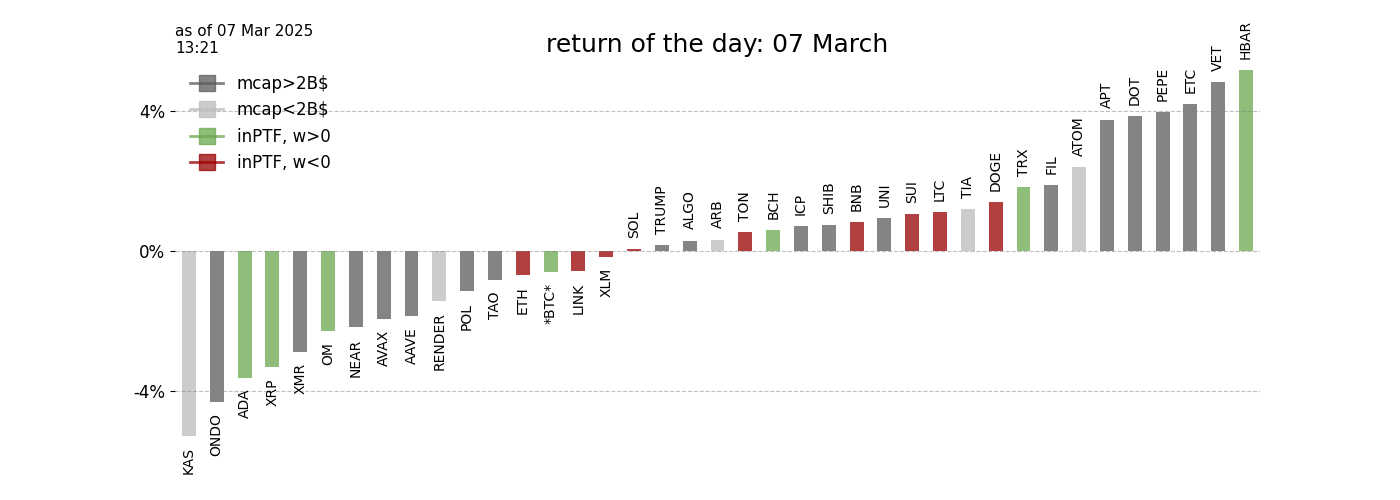 as of 07 Mar 2025
13:21
return of the day: 07 March
mcap>2B$
mcap<2B$
inPTF, w>0
inPTF, w<0
4%
0%
-4%
KAS
ONDO
ADA
XRP
XMR
OM
NEAR
AVAX
AAVE
RENDER
POL
TAO
ETH
*BTC*
LINK
XLM
SOL
TRUMP
ALGO
ARB
TON
BCH
ICP
SHIB
BNB
UNI
SUI
LTC
TIA
DOGE
TRX
FIL
ATOM
APT
DOT
PEPE
ETC
VET
HBAR